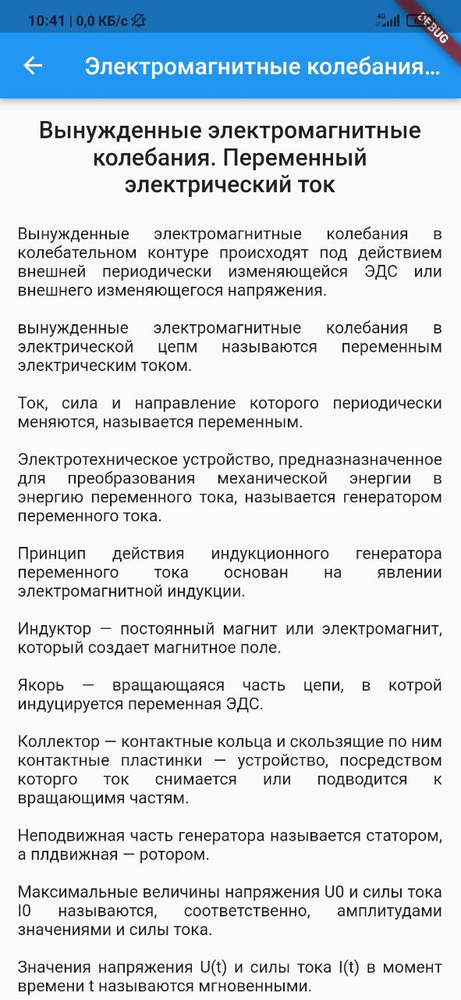 10:41 | 0,0 КБ/с
4G
DEBUG
Электромагнитные колебания...
Вынужденные электромагнитные
колебания. Переменный
электрический ток
Вынужденные электромагнитные колебания в
колебательном контуре происходят под действием
внешней периодически изменяющейся ЭДС или
внешнего изменяющегося напряжения.
вынужденные электромагнитные колебания в
электрической цепм называются переменным
электрическим током.
Ток, сила и направление которого периодически
меняются, называется переменным.
Электротехническое устройство, предназназначенное
для преобразования механической энергии в
энергию переменного тока, называется генератором
переменного тока.
Принцип действия индукционного генератора
переменного тока основан на явлении
электромагнитной индукции.
Индуктор — постоянный магнит или электромагнит,
который создает магнитное поле.
Якорь — вращающаяся часть цепи, в котрой
индуцируется переменная ЭДС.
Коллектор — контактные кольца и скользящие по ним
контактные пластинки — устройство, посредством
которго ток снимается или подводится к
вращающимя частям.
Неподвижная часть генератора называется статором,
а плдвижная — ротором.
Максимальные величины напряжения U0 и силы тока
I0 называются, соответственно, амплитудами
значениями и силы тока.
Значения напряжения U(t) и силы тока I(t) в момент
времени t называются мгновенными.